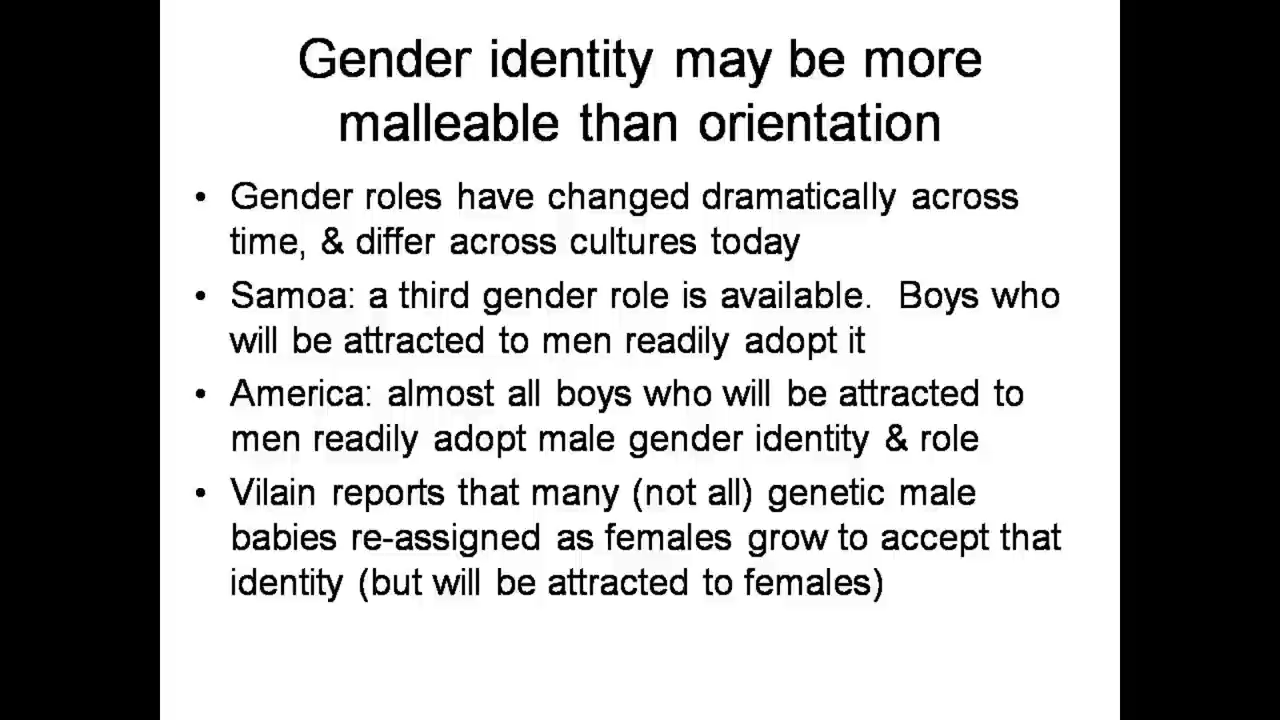 Gender identity may be more
malleable than orientation
• Gender roles have changed dramatically across
time, & differ across cultures today
• Samoa: a third gender role is available.  Boys who
will be attracted to men readily adopt it
• America: almost all boys who will be attracted to
men readily adopt male gender identity & role
• Vilain reports that many (not all) genetic male
babies re-assigned as females grow to accept that
identity (but will be attracted to females)